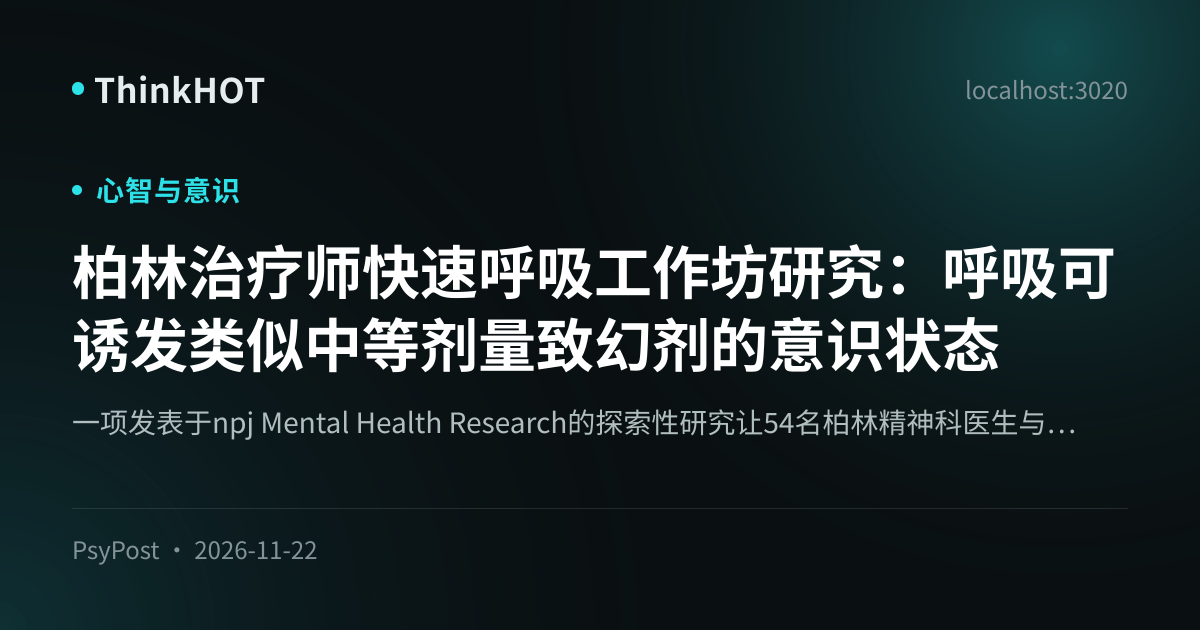 ThinkHOT
localhost:3020
心智与意识
柏林治疗师快速呼吸工作坊研究：呼吸可
诱发类似中等剂量致幻剂的意识状态
一项发表于npj Mental Health Research的探索性研究让54名柏林精神科医生与…
PsyPost · 2026-11-22